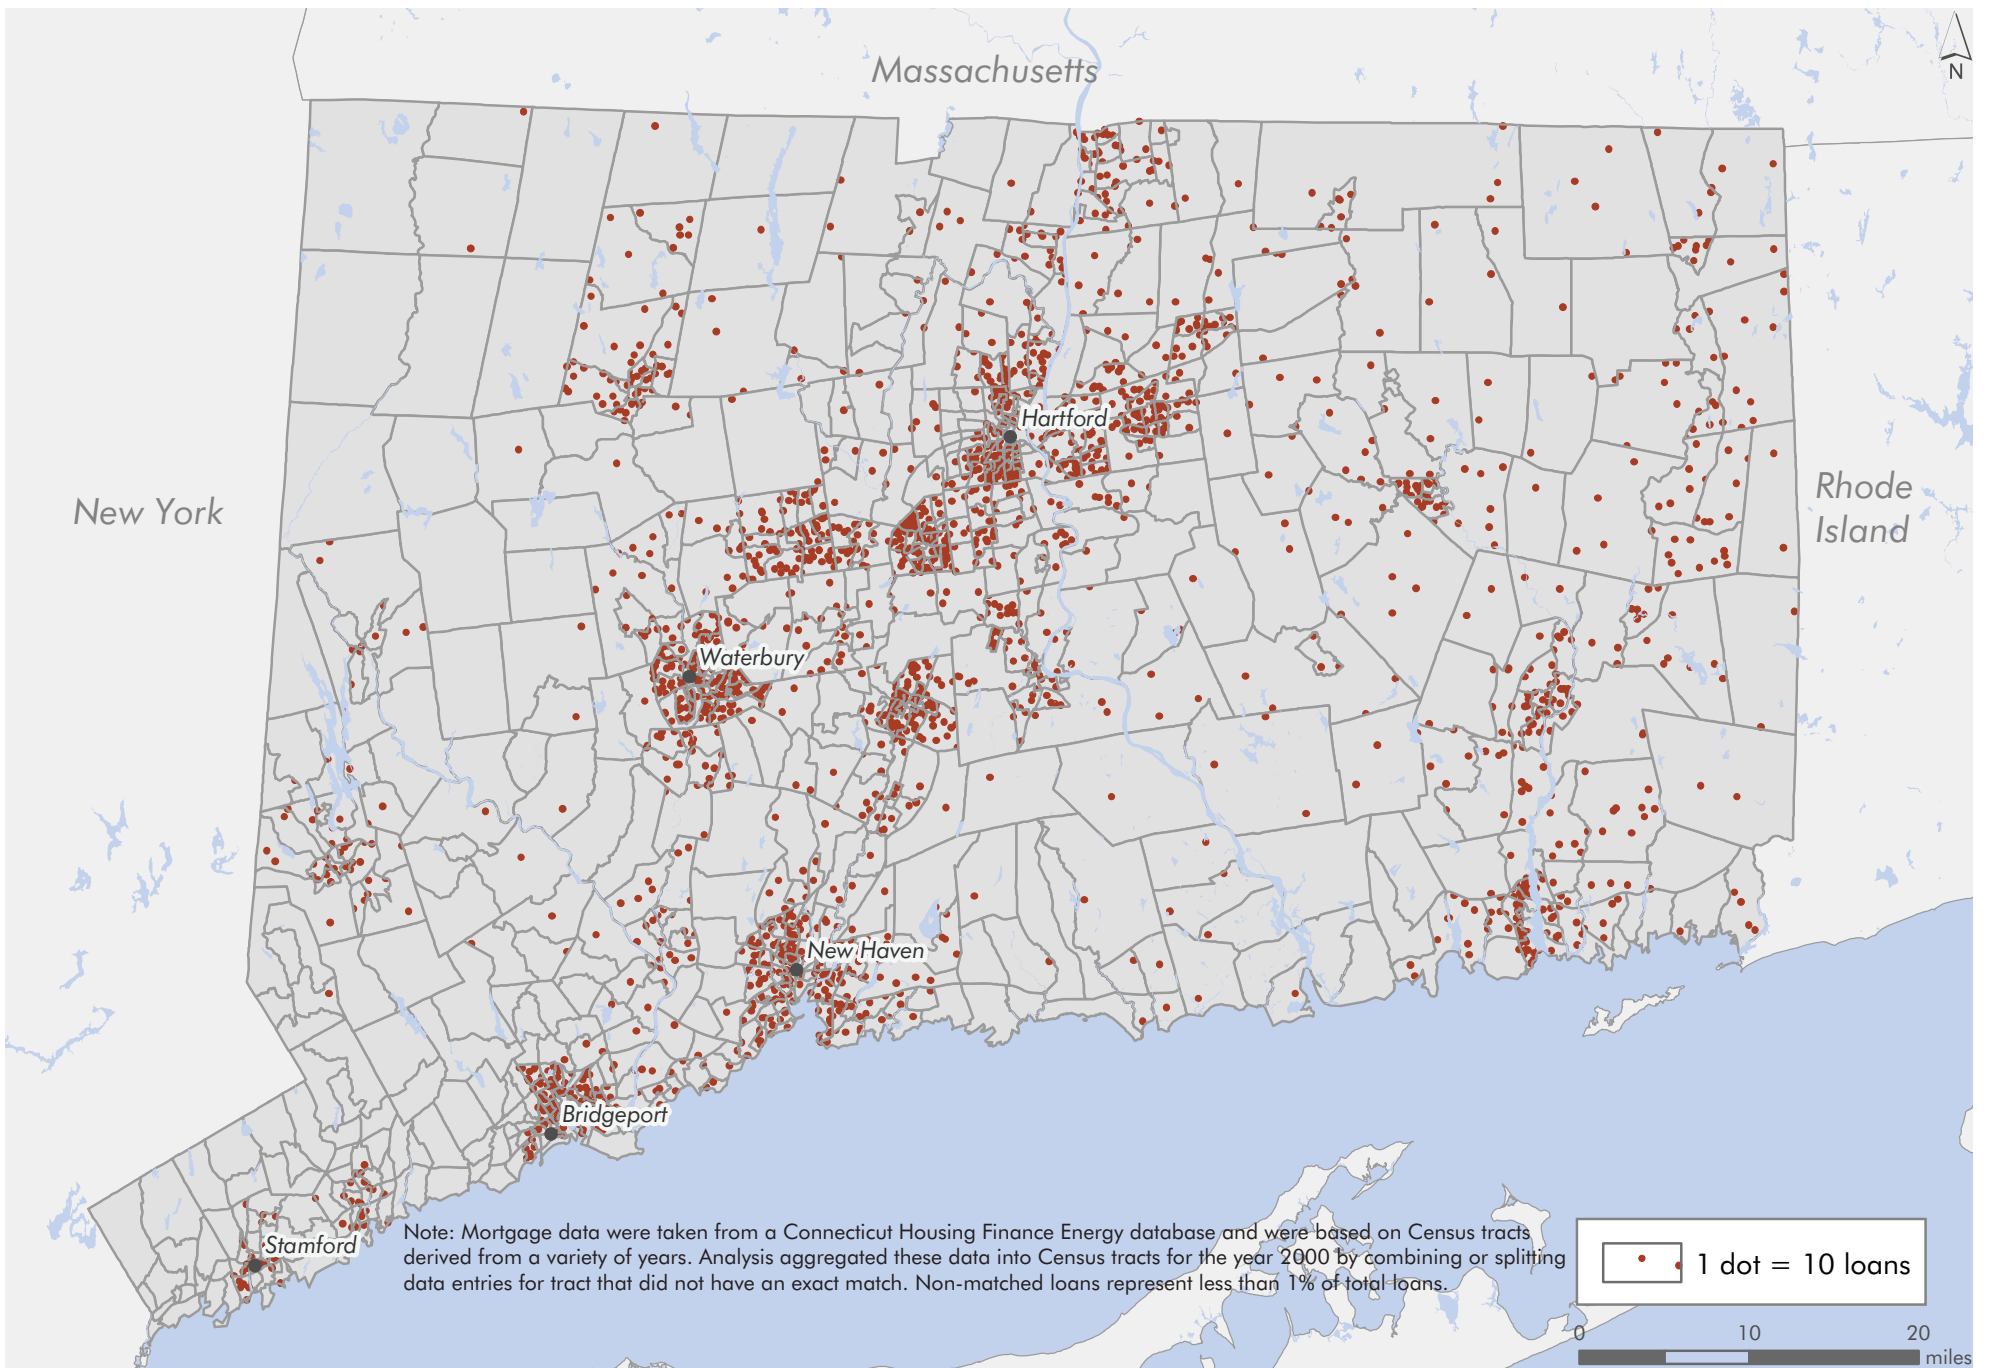 Massachusetts
N
Hartford
New York
Rhode
Island
Waterbury
New Haven
Bridgeport
Stamford
Note: Mortgage data were taken from a Connecticut Housing Finance Energy database and were based on Census tracts
derived from a variety of years. Analysis aggregated these data into Census tracts for the year 2000 by combining or splitting
data entries for tract that did not have an exact match. Non-matched loans represent less than 1% of total loans.
1 dot = 10 loans
0 10 20
miles